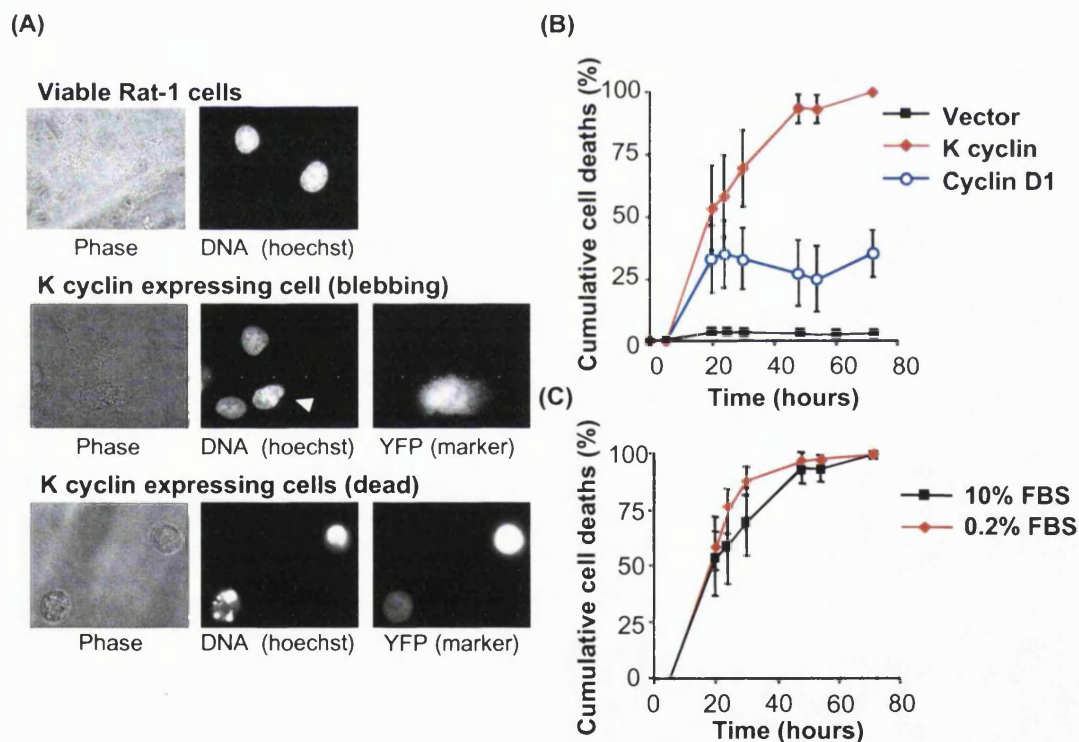 (A)
Viable Rat-1 cells
Phase
DNA (hoechst)
K cyclin expressing cell (blebbing)
Phase
DNA (hoechst)
YFP (marker)
K cyclin expressing cells (dead)
Phase
DNA (hoechst)
YFP (marker)
(B)
Cumulative cell deaths (%)
100
75
50
25
0
0
20
40
60
80
Time (hours)
Vector
K cyclin
Cyclin D1
(C)
Cumulative cell deaths (%)
100
75
50
25
0
0
20
40
60
80
Time (hours)
10% FBS
0.2% FBS